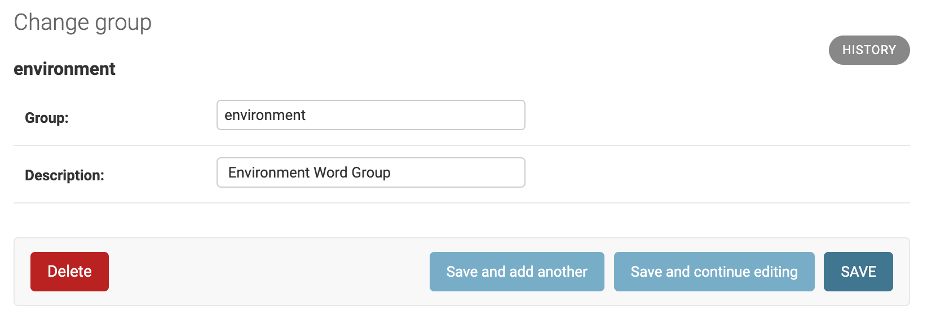 Change group
HISTORY
environment
Group: environment
Description: Environment Word Group
Delete Save and add another Save and continue editing SAVE